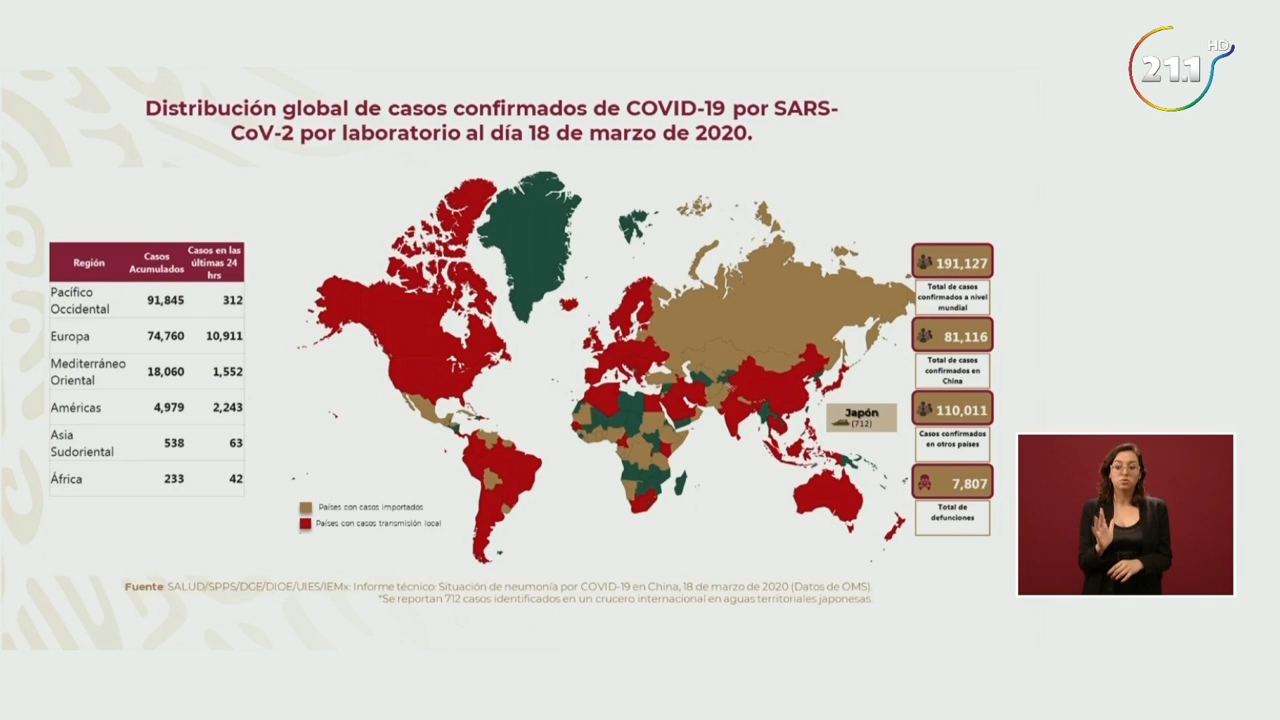 21.1
HD
Distribución global de casos confirmados de COVID-19 por SARS-
CoV-2 por laboratorio al día 18 de marzo de 2020.
Región
Casos
Acumulados
Casos en las
últimas 24
hrs
Pacífico
Occidental
91,845
312
Europa
74,760
10,911
Mediterráneo
Oriental
18,060
1,552
Américas
4,979
2,243
Asia
Sudoriental
538
63
África
233
42
Países con casos importados
Países con casos transmisión local
Japón
(712)
191,127
Total de casos
confirmados a nivel
mundial
81,116
Total de casos
confirmados en
China
110,011
Casos confirmados
en otros países
7,807
Total de
defunciones
Fuente: SALUD/SPPS/DGE/DIOE/UIES/IEMx: Informe técnico: Situación de neumonía por COVID-19 en China, 18 de marzo de 2020 (Datos de OMS).
*Se reportan 712 casos identificados en un crucero internacional en aguas territoriales japonesas.